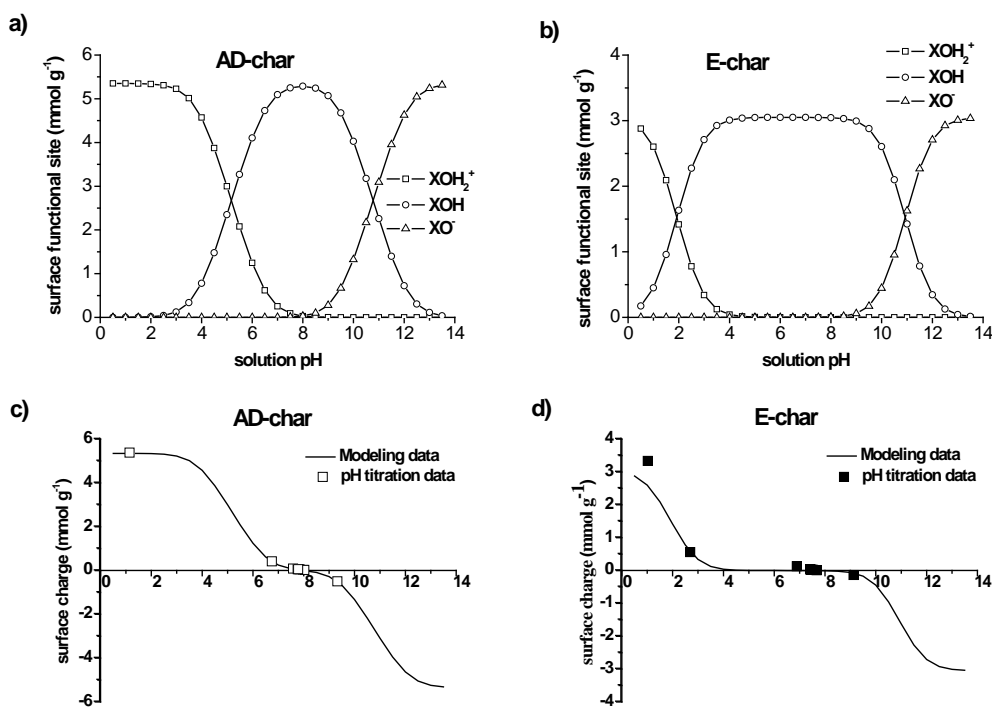 a)
AD-char
surface functional site (mmol g⁻¹)
6
5
4
3
2
1
0
XOH₂⁺
XOH
XO⁻
0 2 4 6 8 10 12 14
solution pH
b)
E-char
surface functional site (mmol g⁻¹)
4
3
2
1
0
XOH₂⁺
XOH
XO⁻
0 2 4 6 8 10 12 14
solution pH
c)
AD-char
surface charge (mmol g⁻¹)
6
4
2
0
-2
-4
-6
Modeling data
pH titration data
0 2 4 6 8 10 12 14
d)
E-char
surface charge (mmol g⁻¹)
4
3
2
1
0
-1
-2
-3
-4
Modeling data
pH titration data
0 2 4 6 8 10 12 14